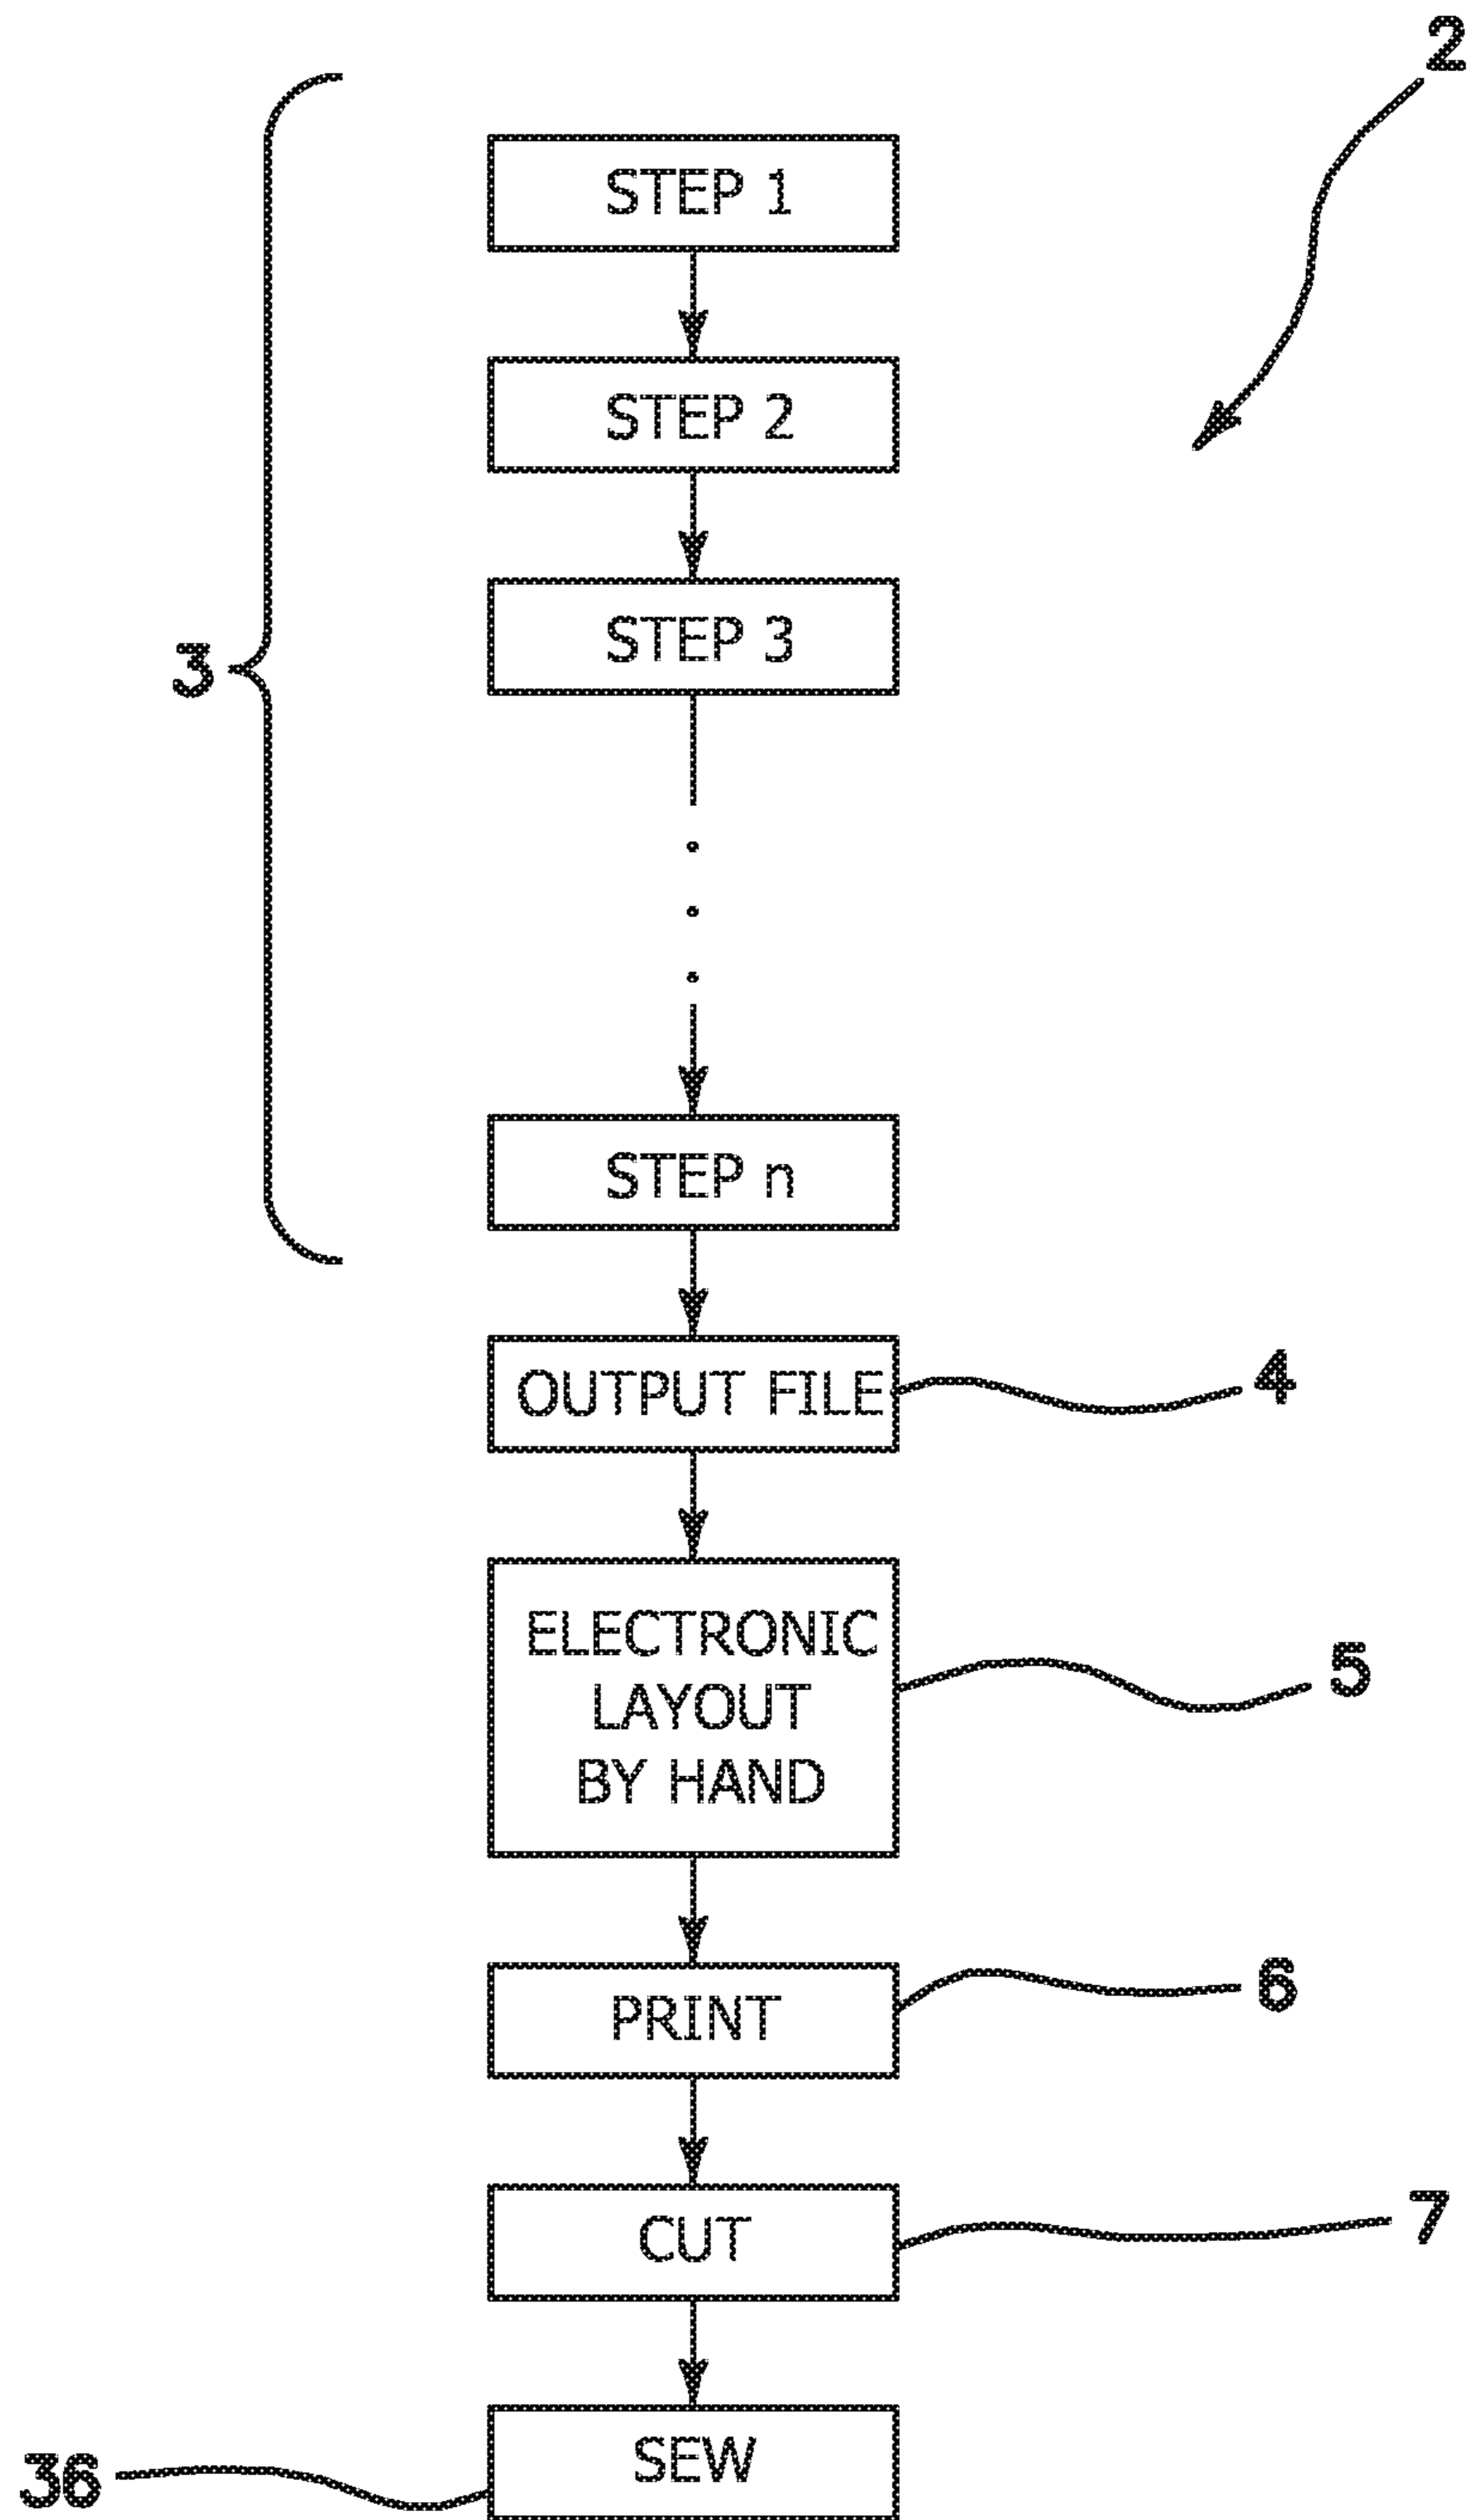 2
STEP 1
STEP 2
STEP 3
3
STEP n
OUTPUT FILE
4
ELECTRONIC
LAYOUT
BY HAND
5
PRINT
6
CUT
7
SEW
36